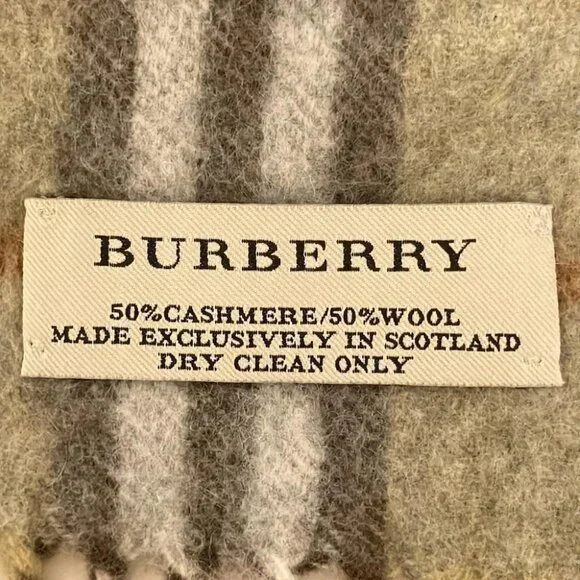 BURBERRY
50%CASHMERE/50%WOOL
MADE EXCLUSIVELY IN SCOTLAND
DRY CLEAN ONLY